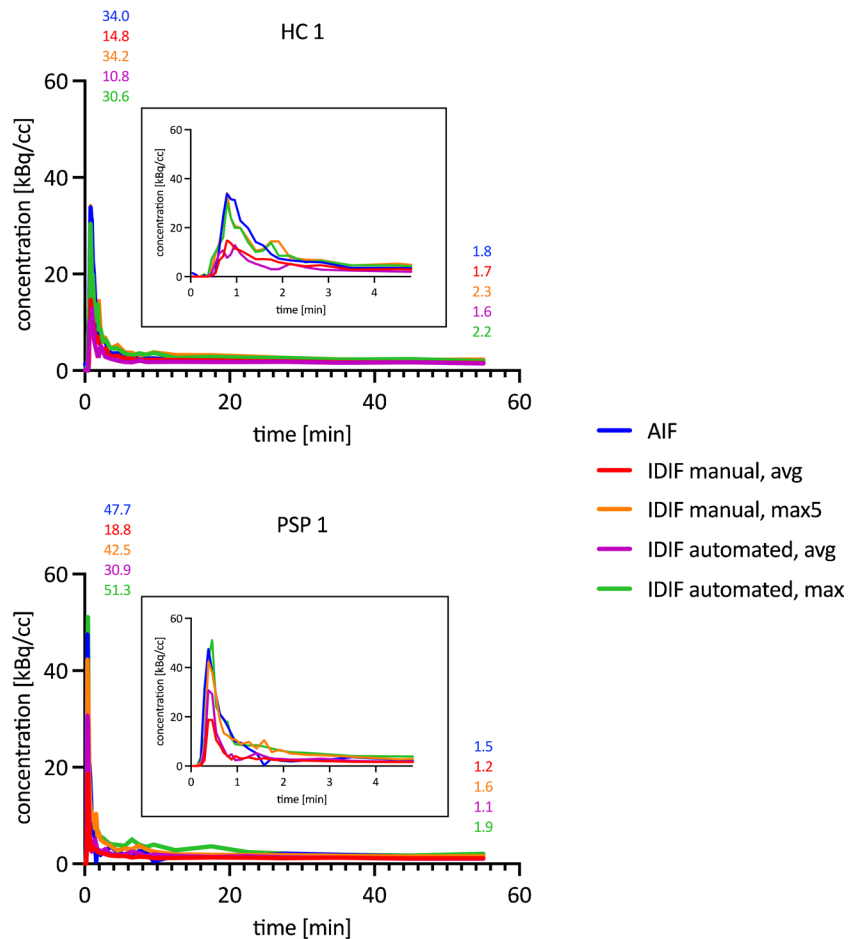 34.0
14.8
34.2
10.8
30.6
HC 1
60
40
20
0
concentration [kBq/cc]
60
40
20
0
concentration [kBq/cc]
0 1 2 3 4
time [min]
1.8
1.7
2.3
1.6
2.2
0 20 40 60
time [min]
AIF
IDIF manual, avg
IDIF manual, max5
IDIF automated, avg
IDIF automated, max
47.7
18.8
42.5
30.9
51.3
PSP 1
60
40
20
0
concentration [kBq/cc]
60
40
20
0
concentration [kBq/cc]
0 1 2 3 4
time [min]
1.5
1.2
1.6
1.1
1.9
0 20 40 60
time [min]